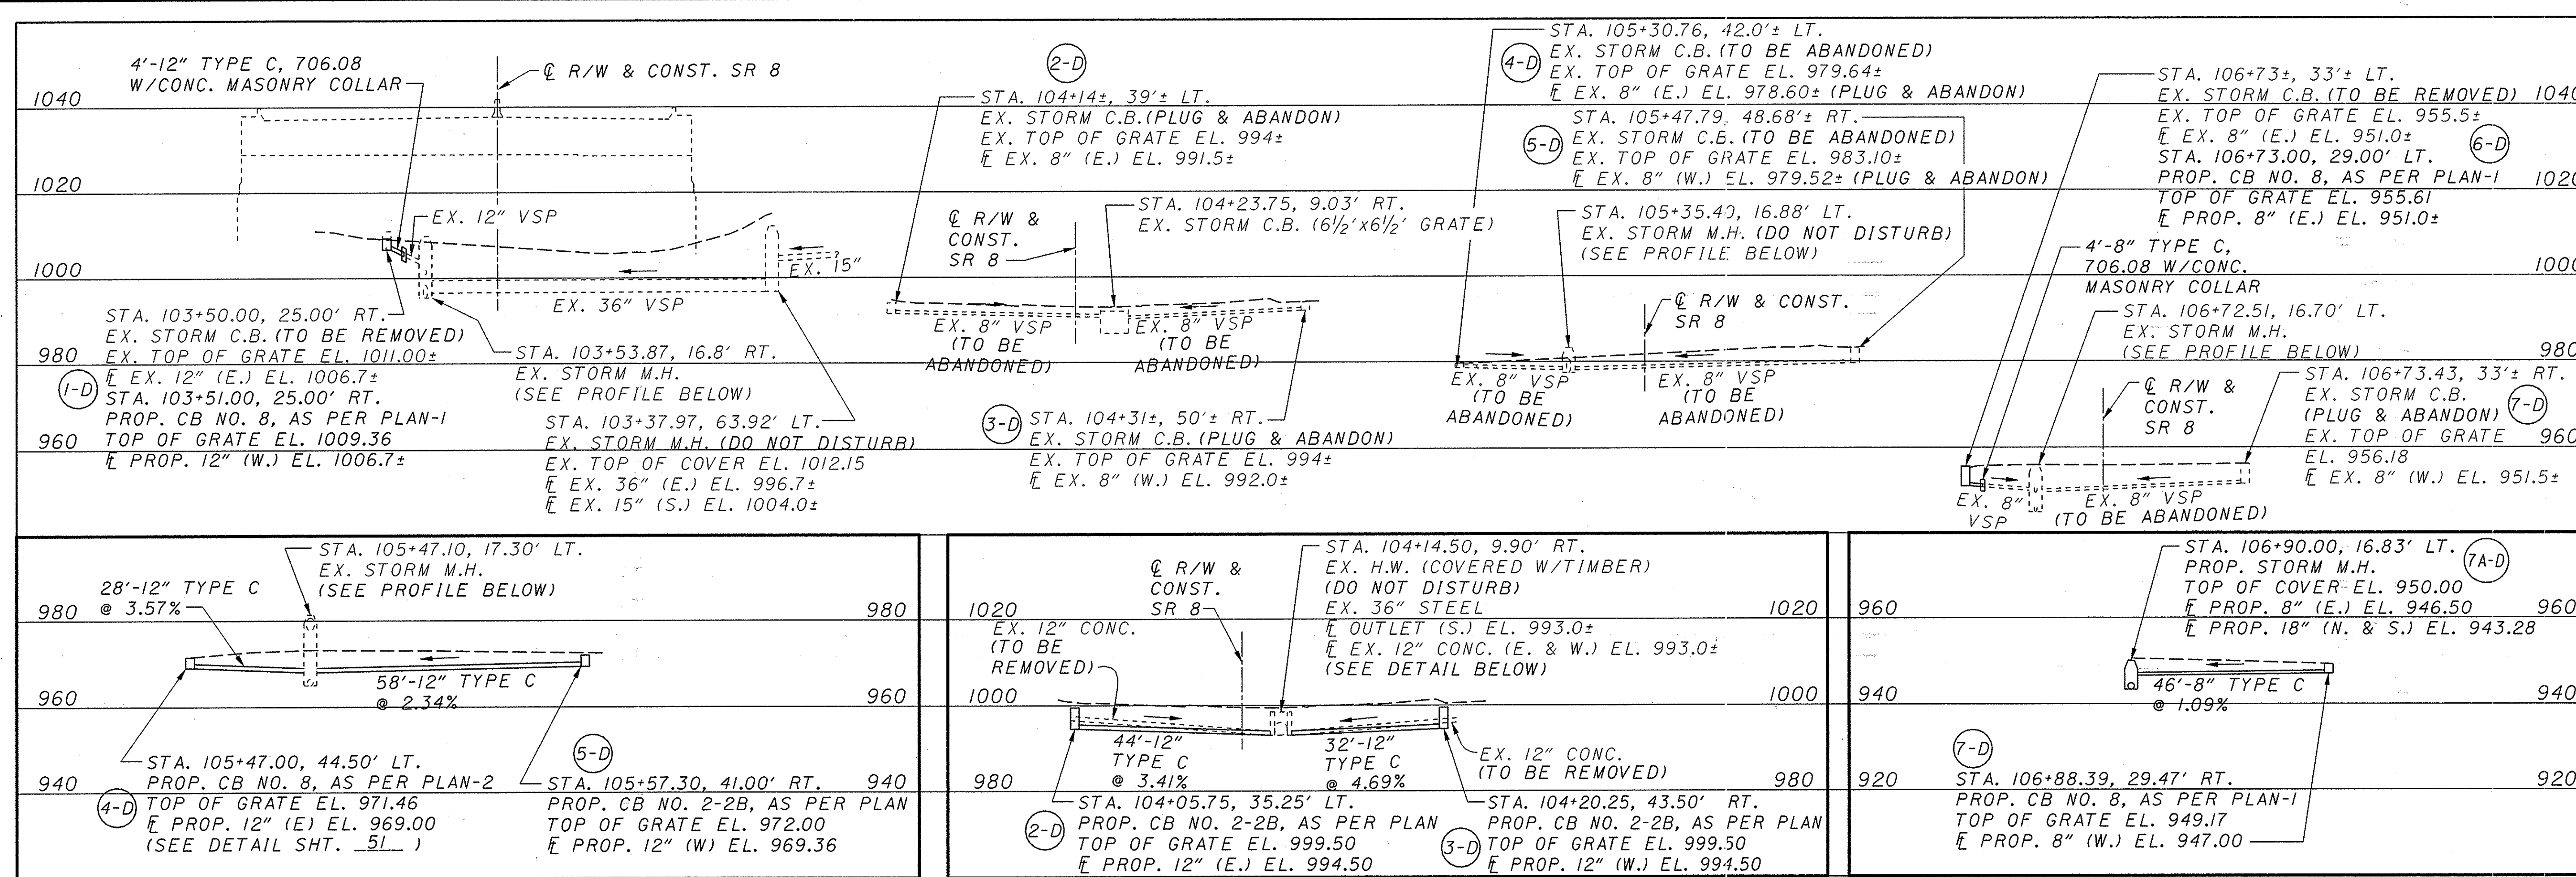 4'-12" TYPE C, 706.08
W/CONC. MASONRY COLLAR
℄ R/W & CONST. SR 8
1040
1020
1000
980
960
EX. 12" VSP
EX. 36" VSP
EX. 15"
STA. 103+50.00, 25.00' RT.
EX. STORM C.B. (TO BE REMOVED)
EX. TOP OF GRATE EL. 1011.00±
FL EX. 12" (E.) EL. 1006.7±
1-D
STA. 103+51.00, 25.00' RT.
PROP. CB NO. 8, AS PER PLAN-1
TOP OF GRATE EL. 1009.36
FL PROP. 12" (W.) EL. 1006.7±
STA. 103+53.87, 16.8' RT.
EX. STORM M.H.
(SEE PROFILE BELOW)
STA. 103+37.97, 63.92' LT.
EX. STORM M.H. (DO NOT DISTURB)
EX. TOP OF COVER EL. 1012.15
FL EX. 36" (E.) EL. 996.7±
FL EX. 15" (S.) EL. 1004.0±
2-D
STA. 104+14±, 39'± LT.
EX. STORM C.B. (PLUG & ABANDON)
EX. TOP OF GRATE EL. 994±
FL EX. 8" (E.) EL. 991.5±
℄ R/W &
CONST.
SR 8
STA. 104+23.75, 9.03' RT.
EX. STORM C.B. (6½'x6½' GRATE)
EX. 8" VSP
(TO BE
ABANDONED)
EX. 8" VSP
(TO BE
ABANDONED)
3-D
STA. 104+31±, 50'± RT.
EX. STORM C.B. (PLUG & ABANDON)
EX. TOP OF GRATE EL. 994±
FL EX. 8" (W.) EL. 992.0±
STA. 105+30.76, 42.0'± LT.
4-D
EX. STORM C.B. (TO BE ABANDONED)
EX. TOP OF GRATE EL. 979.64±
FL EX. 8" (E.) EL. 978.60± (PLUG & ABANDON)
STA. 105+47.79, 48.68'± RT.
5-D
EX. STORM C.B. (TO BE ABANDONED)
EX. TOP OF GRATE EL. 983.10±
FL EX. 8" (W.) EL. 979.52± (PLUG & ABANDON)
STA. 105+35.40, 16.88' LT.
EX. STORM M.H. (DO NOT DISTURB)
(SEE PROFILE BELOW)
℄ R/W & CONST.
SR 8
EX. 8" VSP
(TO BE
ABANDONED)
EX. 8" VSP
(TO BE
ABANDONED)
STA. 106+73±, 33'± LT.
EX. STORM C.B. (TO BE REMOVED)
EX. TOP OF GRATE EL. 955.5±
FL EX. 8" (E.) EL. 951.0±
6-D
STA. 106+73.00, 29.00' LT.
PROP. CB NO. 8, AS PER PLAN-1
TOP OF GRATE EL. 955.61
FL PROP. 8" (E.) EL. 951.0±
4'-8" TYPE C,
706.08 W/CONC.
MASONRY COLLAR
STA. 106+72.51, 16.70' LT.
EX. STORM M.H.
(SEE PROFILE BELOW)
℄ R/W &
CONST.
SR 8
STA. 106+73.43, 33'± RT.
EX. STORM C.B.
(PLUG & ABANDON)
7-D
EX. TOP OF GRATE
EL. 956.18
FL EX. 8" (W.) EL. 951.5±
EX. 8"
VSP
EX. 8" VSP
(TO BE ABANDONED)
1040
1020
1000
980
960
STA. 105+47.10, 17.30' LT.
EX. STORM M.H.
(SEE PROFILE BELOW)
28'-12" TYPE C
@ 3.57%
980
980
58'-12" TYPE C
@ 2.34%
960
960
STA. 105+47.00, 44.50' LT.
PROP. CB NO. 8, AS PER PLAN-2
4-D
TOP OF GRATE EL. 971.46
FL PROP. 12" (E) EL. 969.00
(SEE DETAIL SHT. 51 )
940
940
5-D
STA. 105+57.30, 41.00' RT.
PROP. CB NO. 2-2B, AS PER PLAN
TOP OF GRATE EL. 972.00
FL PROP. 12" (W) EL. 969.36
℄ R/W &
CONST.
SR 8
STA. 104+14.50, 9.90' RT.
EX. H.W. (COVERED W/TIMBER)
(DO NOT DISTURB)
EX. 36" STEEL
FL OUTLET (S.) EL. 993.0±
FL EX. 12" CONC. (E. & W.) EL. 993.0±
(SEE DETAIL BELOW)
1020
1020
EX. 12" CONC.
(TO BE
REMOVED)
1000
1000
44'-12"
TYPE C
@ 3.41%
32'-12"
TYPE C
@ 4.69%
EX. 12" CONC.
(TO BE REMOVED)
980
980
2-D
STA. 104+05.75, 35.25' LT.
PROP. CB NO. 2-2B, AS PER PLAN
TOP OF GRATE EL. 999.50
FL PROP. 12" (E.) EL. 994.50
3-D
STA. 104+20.25, 43.50' RT.
PROP. CB NO. 2-2B, AS PER PLAN
TOP OF GRATE EL. 999.50
FL PROP. 12" (W.) EL. 994.50
STA. 106+90.00, 16.83' LT.
7A-D
PROP. STORM M.H.
TOP OF COVER EL. 950.00
FL PROP. 8" (E.) EL. 946.50
FL PROP. 18" (N. & S.) EL. 943.28
960
960
46'-8" TYPE C
@ 1.09%
940
940
7-D
920
920
STA. 106+88.39, 29.47' RT.
PROP. CB NO. 8, AS PER PLAN-1
TOP OF GRATE EL. 949.17
FL PROP. 8" (W.) EL. 947.00